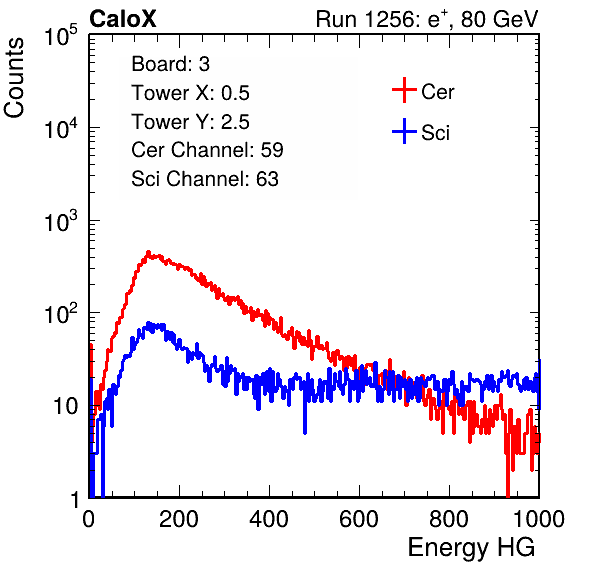 CaloX Run 1256: e⁺, 80 GeV
Counts
Board: 3
Tower X: 0.5
Tower Y: 2.5
Cer Channel: 59
Sci Channel: 63
Cer
Sci
10⁵
10⁴
10³
10²
10
1
0 200 400 600 800 1000
Energy HG